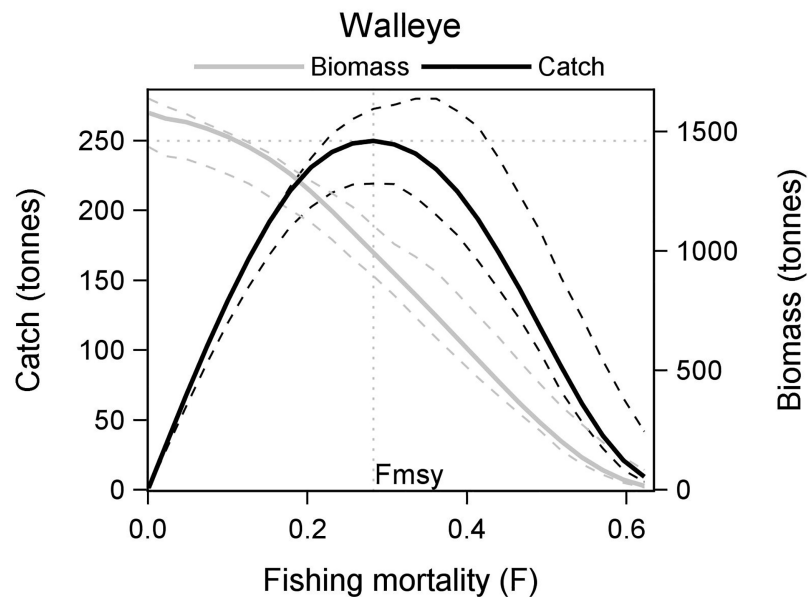 Walleye
Biomass Catch
Catch (tonnes)
250
200
150
100
50
0
1500
1000
500
0
Biomass (tonnes)
Fmsy
0.0 0.2 0.4 0.6
Fishing mortality (F)